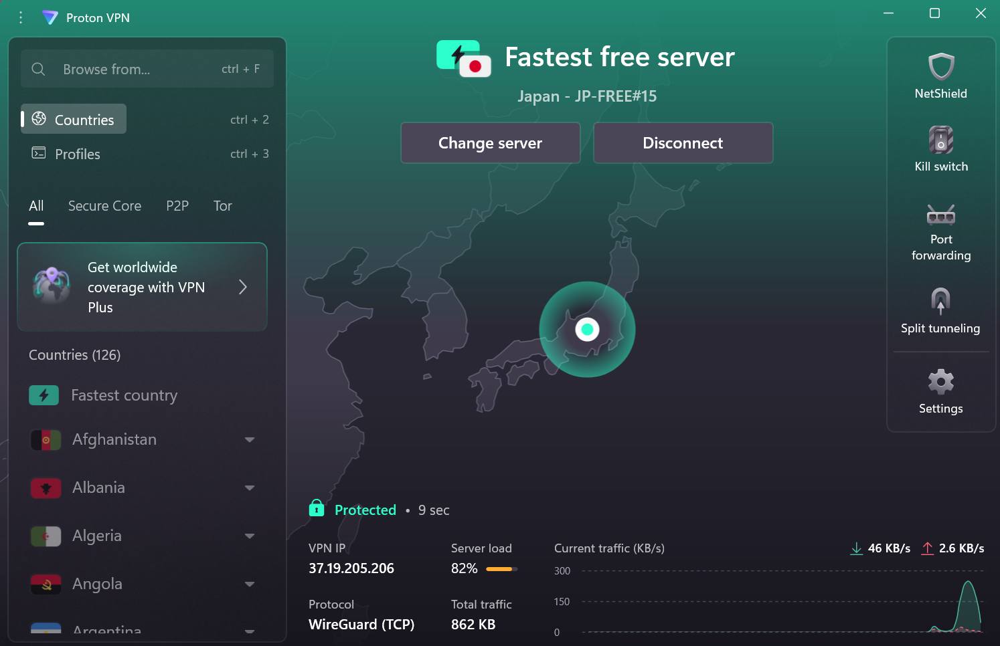 Proton VPN
Browse from...
ctrl + F
Countries
ctrl + 2
Profiles
ctrl + 3
All
Secure Core
P2P
Tor
Get worldwide
coverage with VPN
Plus
Countries (126)
Fastest country
Afghanistan
Albania
Algeria
Angola
Argentina
Fastest free server
Japan - JP-FREE#15
Change server
Disconnect
Protected • 9 sec
VPN IP
37.19.205.206
Server load
82%
Protocol
WireGuard (TCP)
Total traffic
862 KB
Current traffic (KB/s)
46 KB/s
2.6 KB/s
300
150
0
NetShield
Kill switch
Port
forwarding
Split tunneling
Settings